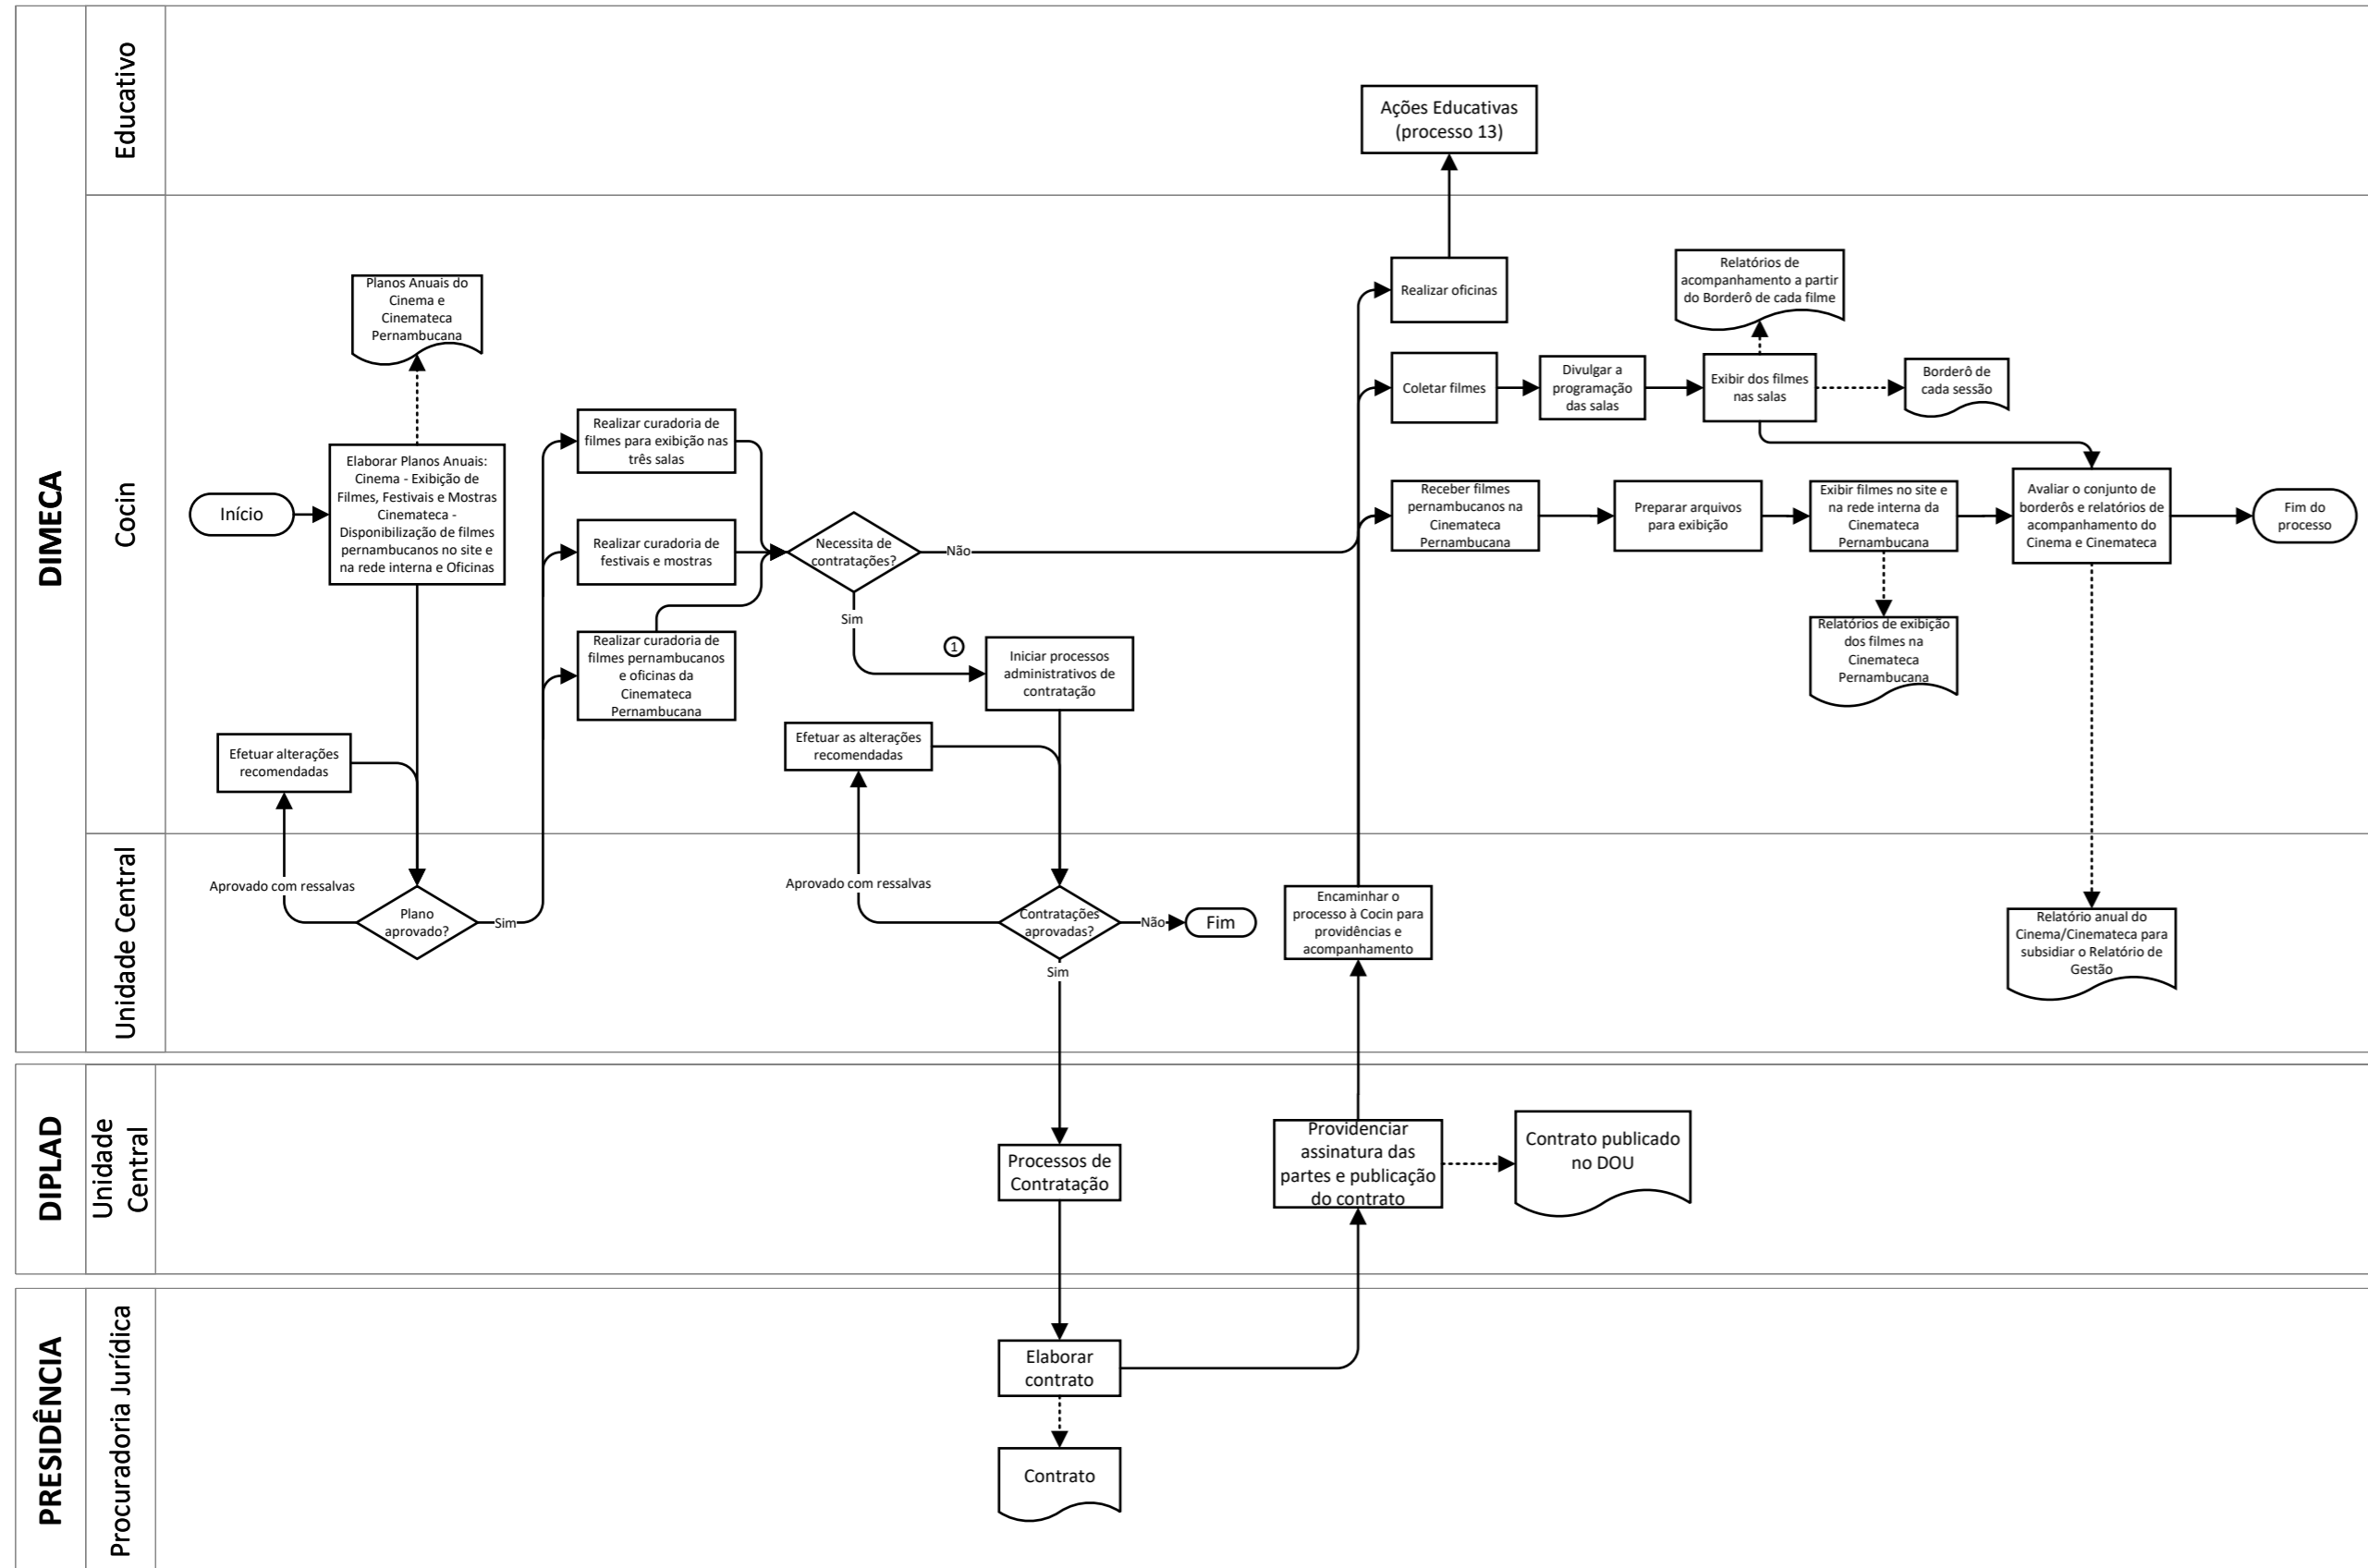 DIMECA
Educativo
Ações Educativas
(processo 13)
Cocin
Início
Planos Anuais do
Cinema e
Cinemateca
Pernambucana
Elaborar Planos Anuais:
Cinema - Exibição de
Filmes, Festivais e Mostras
Cinemateca -
Disponibilização de filmes
pernambucanos no site e
na rede interna e Oficinas
Efetuar alterações
recomendadas
Realizar curadoria de
filmes para exibição nas
três salas
Realizar curadoria de
festivais e mostras
Realizar curadoria de
filmes pernambucanos
e oficinas da
Cinemateca
Pernambucana
Necessita de
contratações?
Não
Sim
1
Iniciar processos
administrativos de
contratação
Efetuar as alterações
recomendadas
Realizar oficinas
Coletar filmes
Divulgar a
programação
das salas
Exibir dos filmes
nas salas
Relatórios de
acompanhamento a partir
do Borderô de cada filme
Borderô de
cada sessão
Receber filmes
pernambucanos na
Cinemateca
Pernambucana
Preparar arquivos
para exibição
Exibir filmes no site e
na rede interna da
Cinemateca
Pernambucana
Relatórios de exibição
dos filmes na
Cinemateca
Pernambucana
Avaliar o conjunto de
borderôs e relatórios de
acompanhamento do
Cinema e Cinemateca
Fim do
processo
Unidade Central
Aprovado com ressalvas
Plano
aprovado?
Sim
Aprovado com ressalvas
Contratações
aprovadas?
Não
Fim
Sim
Encaminhar o
processo à Cocin para
providências e
acompanhamento
Relatório anual do
Cinema/Cinemateca para
subsidiar o Relatório de
Gestão
DIPLAD
Unidade
Central
Processos de
Contratação
Providenciar
assinatura das
partes e publicação
do contrato
Contrato publicado
no DOU
PRESIDÊNCIA
Procuradoria Jurídica
Elaborar
contrato
Contrato